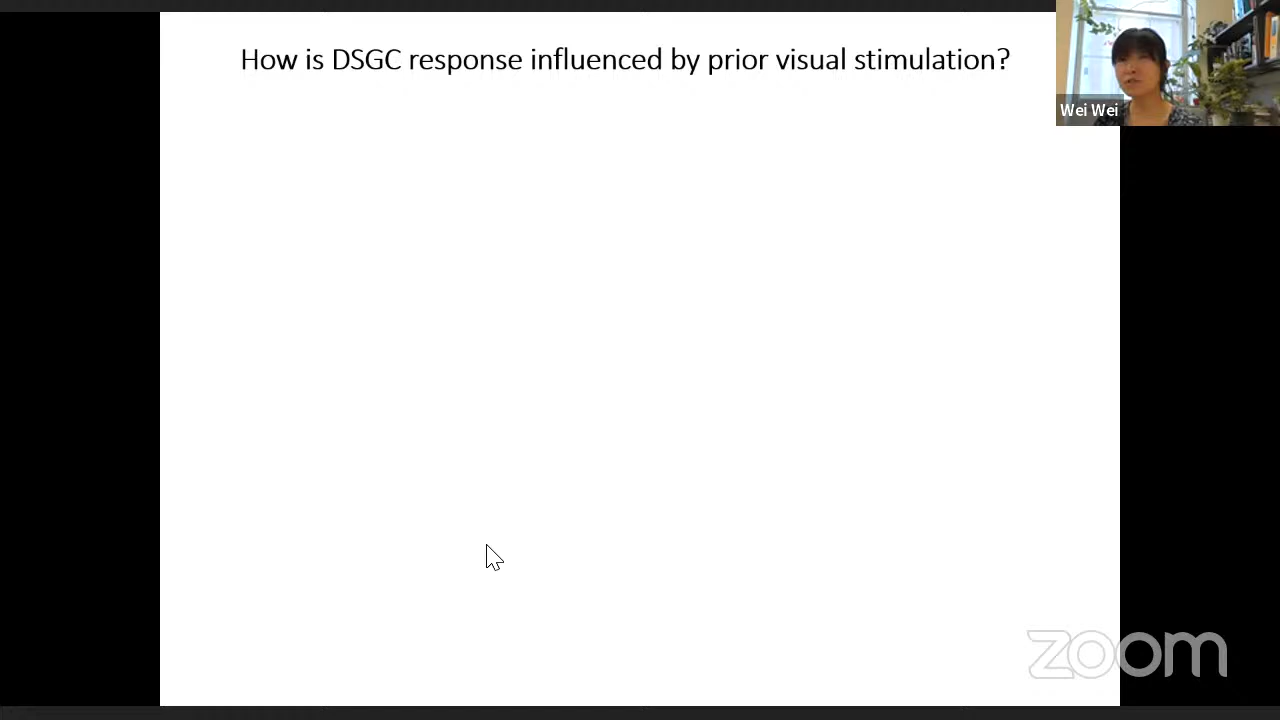 How is DSGC response influenced by prior visual stimulation?
Wei Wei
zoom